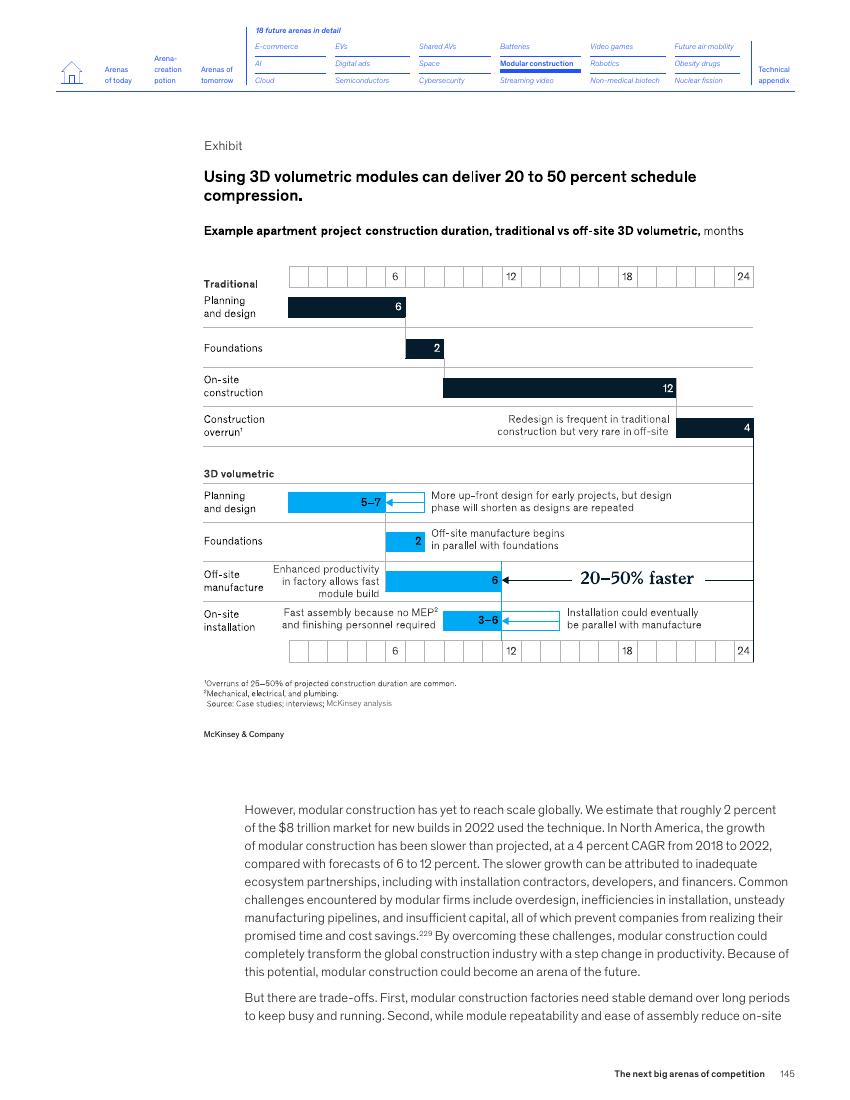 18 future arenas in detail
Arenas of today
Arena-creation potion
Arenas of tomorrow
E-commerce EVs Shared AVs Batteries Video games Future air mobility
AI Digital ads Space Modular construction Robotics Obesity drugs
Cloud Semiconductors Cybersecurity Streaming video Non-medical biotech Nuclear fission
Technical appendix
Exhibit
Using 3D volumetric modules can deliver 20 to 50 percent schedule
compression.
Example apartment project construction duration, traditional vs off-site 3D volumetric, months
6 12 18 24
Traditional
Planning
and design
6
Foundations
2
On-site
construction
12
Construction
overrun¹
Redesign is frequent in traditional
construction but very rare in off-site
4
3D volumetric
Planning
and design
5–7
More up-front design for early projects, but design
phase will shorten as designs are repeated
Foundations
2
Off-site manufacture begins
in parallel with foundations
Off-site
manufacture
Enhanced productivity
in factory allows fast
module build
6
20–50% faster
On-site
installation
Fast assembly because no MEP²
and finishing personnel required
3–6
Installation could eventually
be parallel with manufacture
6 12 18 24
¹Overruns of 25–50% of projected construction duration are common.
²Mechanical, electrical, and plumbing.
Source: Case studies; interviews; McKinsey analysis
McKinsey & Company
However, modular construction has yet to reach scale globally. We estimate that roughly 2 percent
of the $8 trillion market for new builds in 2022 used the technique. In North America, the growth
of modular construction has been slower than projected, at a 4 percent CAGR from 2018 to 2022,
compared with forecasts of 6 to 12 percent. The slower growth can be attributed to inadequate
ecosystem partnerships, including with installation contractors, developers, and financers. Common
challenges encountered by modular firms include overdesign, inefficiencies in installation, unsteady
manufacturing pipelines, and insufficient capital, all of which prevent companies from realizing their
promised time and cost savings.²²⁹ By overcoming these challenges, modular construction could
completely transform the global construction industry with a step change in productivity. Because of
this potential, modular construction could become an arena of the future.
But there are trade-offs. First, modular construction factories need stable demand over long periods
to keep busy and running. Second, while module repeatability and ease of assembly reduce on-site
The next big arenas of competition 145